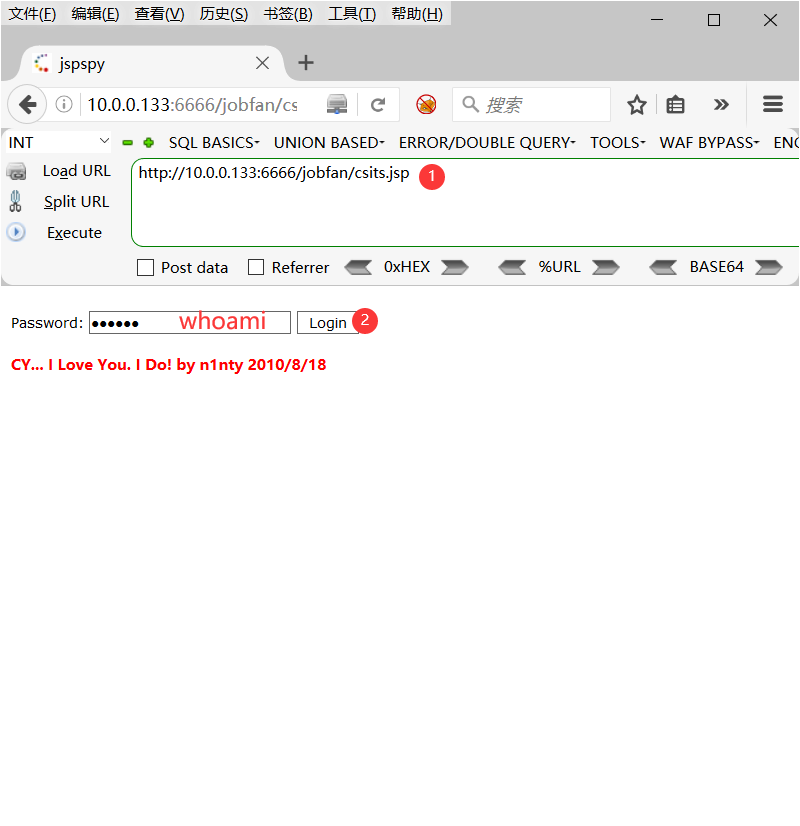 文件(F) 编辑(E) 查看(V) 历史(S) 书签(B) 工具(T) 帮助(H)
jspspy
10.0.0.133:6666/jobfan/cs 搜索
INT SQL BASICS UNION BASED ERROR/DOUBLE QUERY TOOLS WAF BYPASS ENC
Load URL http://10.0.0.133:6666/jobfan/csits.jsp 1
Split URL
Execute
Post data Referrer 0xHEX %URL BASE64
Password: •••••• whoami Login 2
CY... I Love You. I Do! by n1nty 2010/8/18